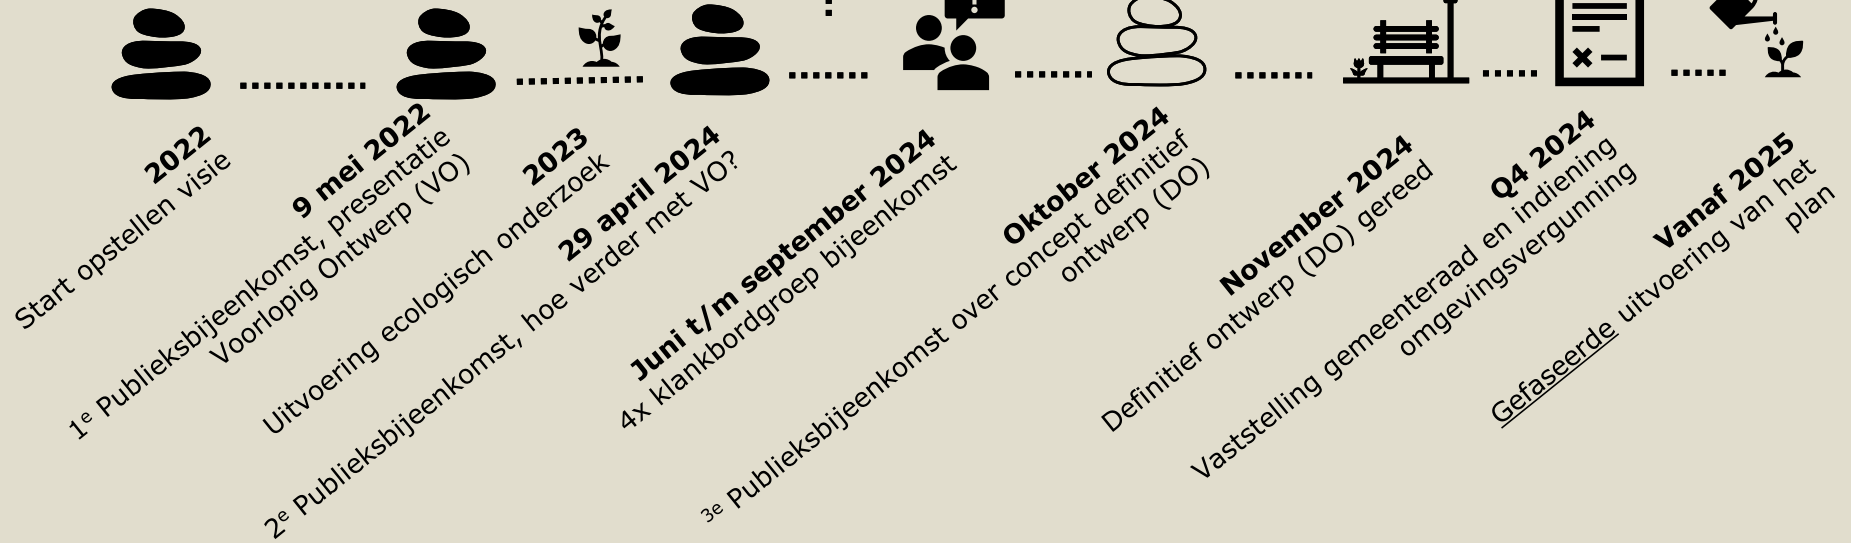 2022
Start opstellen visie
9 mei 2022
1e Publieksbijeenkomst, presentatie
Voorlopig Ontwerp (VO)
2023
Uitvoering ecologisch onderzoek
29 april 2024
2e Publieksbijeenkomst, hoe verder met VO?
Juni t/m september 2024
4x klankbordgroep bijeenkomst
Oktober 2024
3e Publieksbijeenkomst over concept definitief
ontwerp (DO)
November 2024
Definitief ontwerp (DO) gereed
Q4 2024
Vaststelling gemeenteraad en indiening
omgevingsvergunning
Vanaf 2025
Gefaseerde uitvoering van het
plan